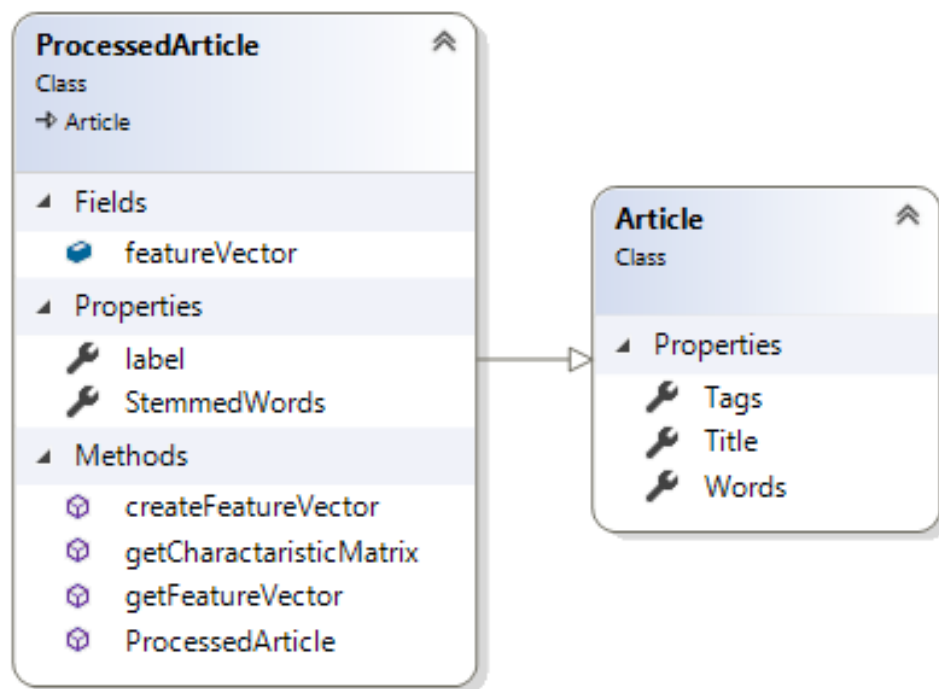 ProcessedArticle
Class
Article
Fields
featureVector
Properties
label
StemmedWords
Methods
createFeatureVector
getCharactaristicMatrix
getFeatureVector
ProcessedArticle
Article
Class
Properties
Tags
Title
Words